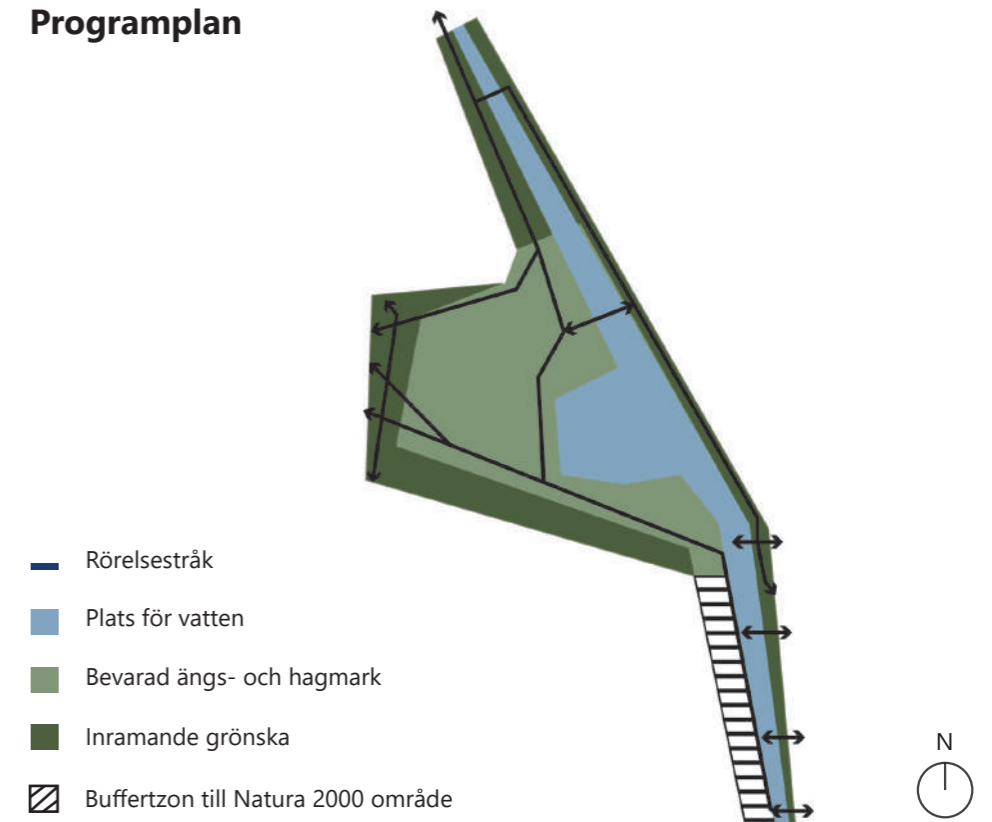 Programplan
Rörelsestråk
Plats för vatten
Bevarad ängs- och hagmark
Inramande grönska
Buffertzon till Natura 2000 område
N